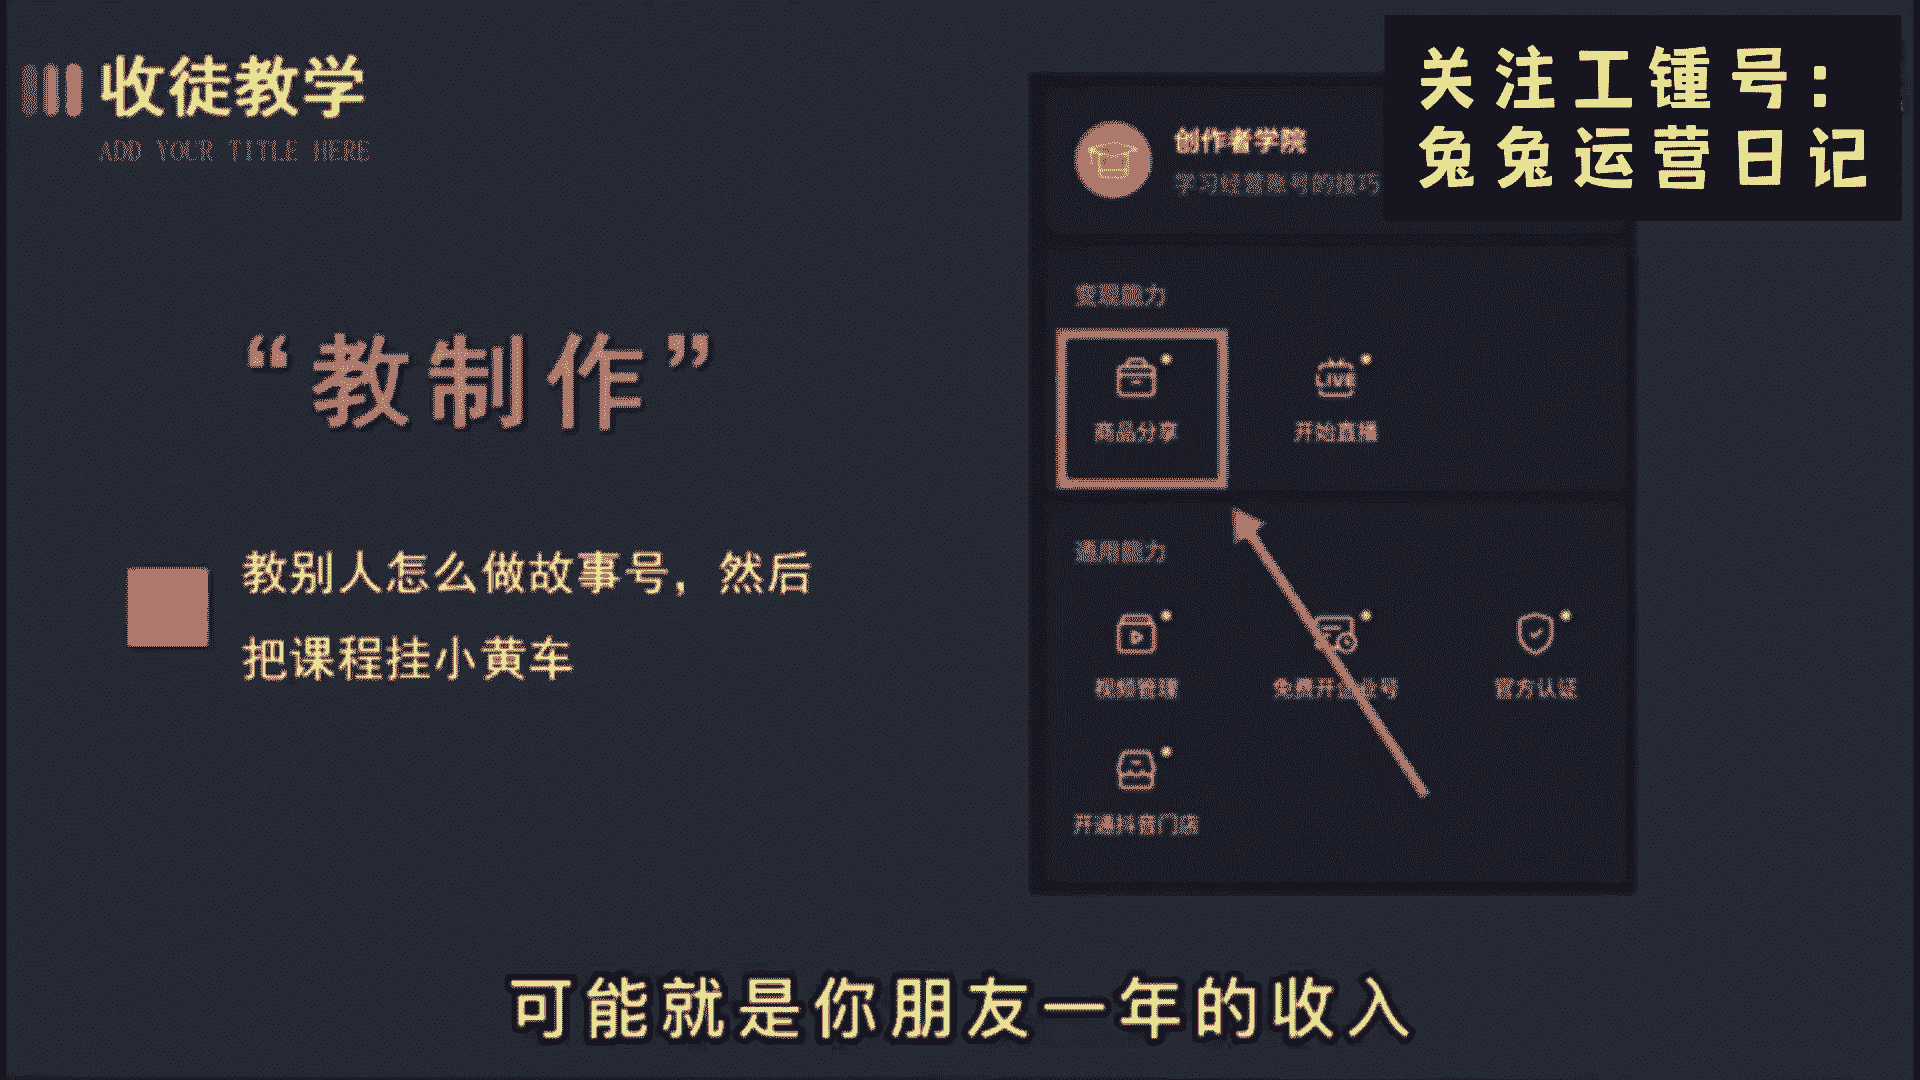 收徒教学
ADD YOUR TITLE HERE
关注工锺号：
兔兔运营日记
创作者学院
学习经营账号的技巧
变现能力
商品分享
开始直播
“教制作”
教别人怎么做故事号，然后
把课程挂小黄车
通用能力
视频管理
免费开企业号
官方认证
开通抖音门店
可能就是你朋友一年的收入